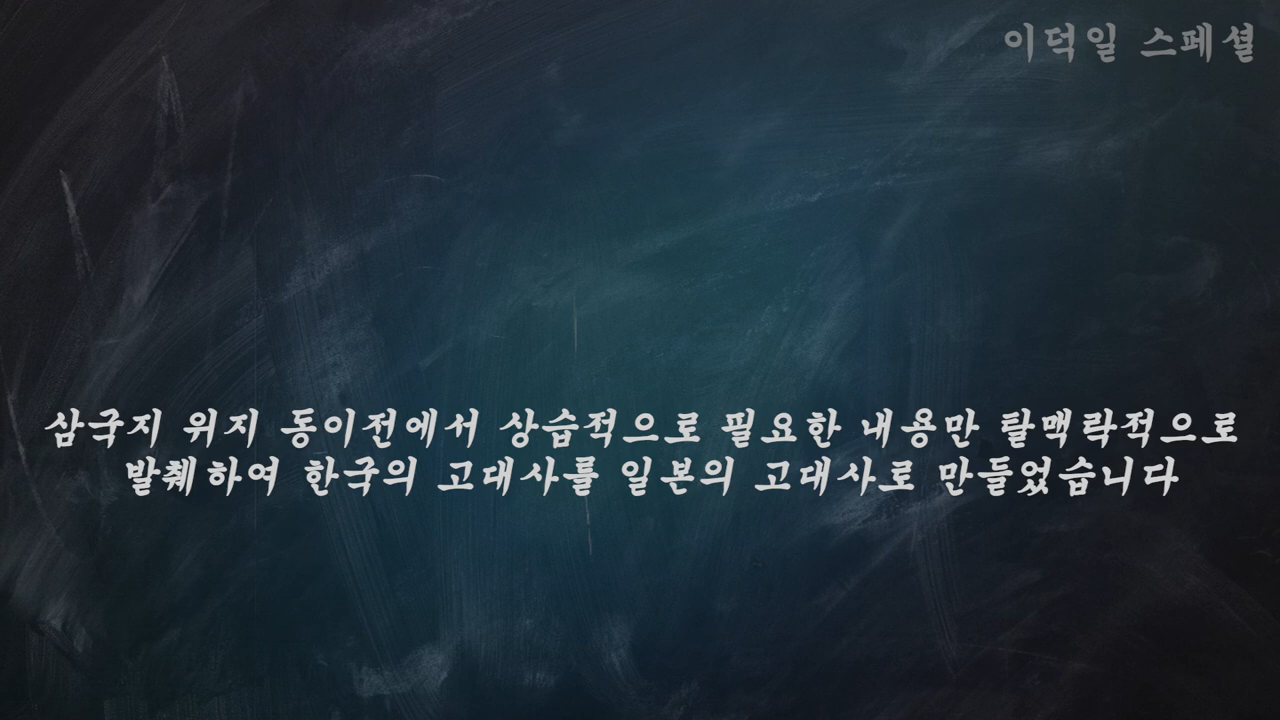 이덕일 스페셜
삼국지 위지 동이전에서 상습적으로 필요한 내용만 탈맥락적으로
발췌하여 한국의 고대사를 일본의 고대사로 만들었습니다